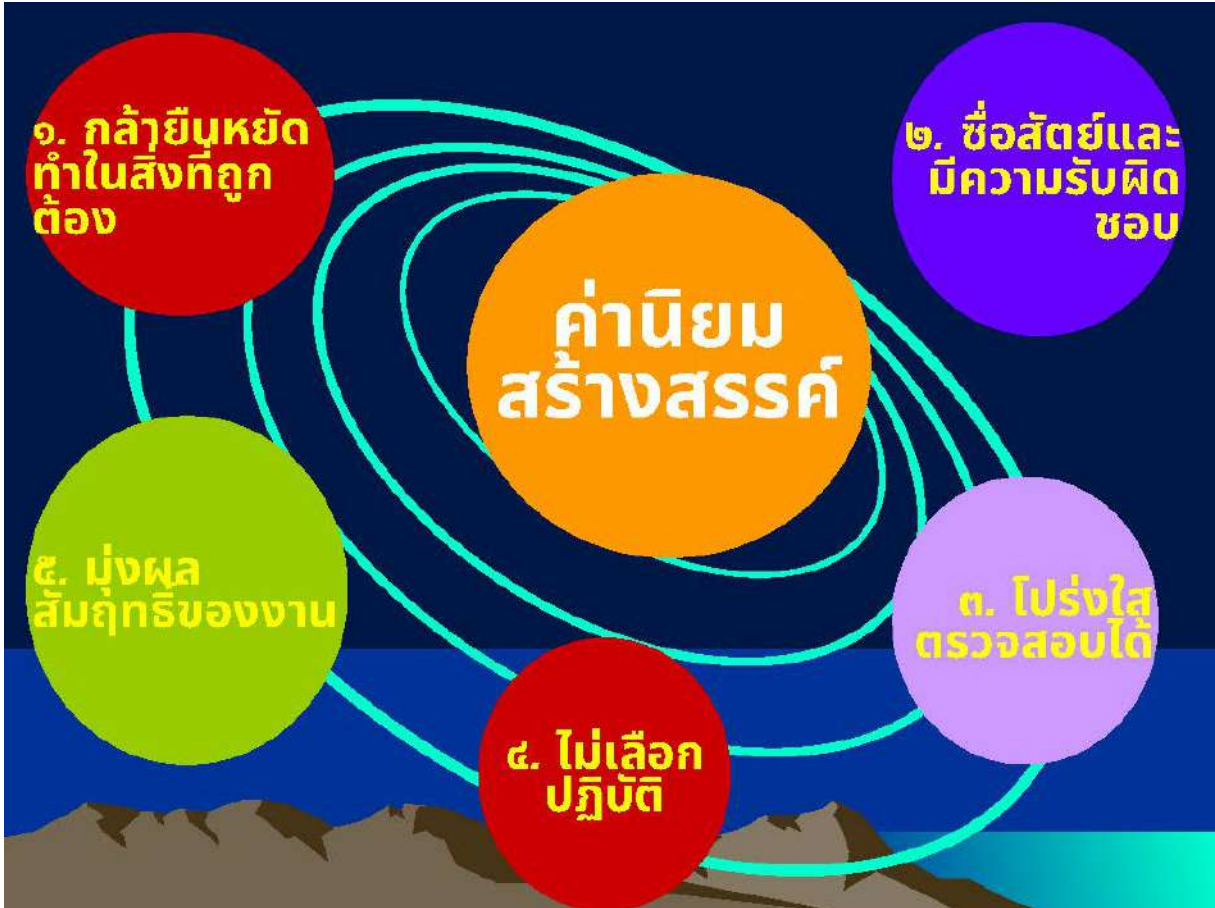 ค่านิยม
สร้างสรรค์
๑. กล้ายืนหยัด
ทำในสิ่งที่ถูก
ต้อง
๒. ซื่อสัตย์และ
มีความรับผิด
ชอบ
๓. โปร่งใส
ตรวจสอบได้
๔. ไม่เลือก
ปฏิบัติ
๕. มุ่งผล
สัมฤทธิ์ของงาน